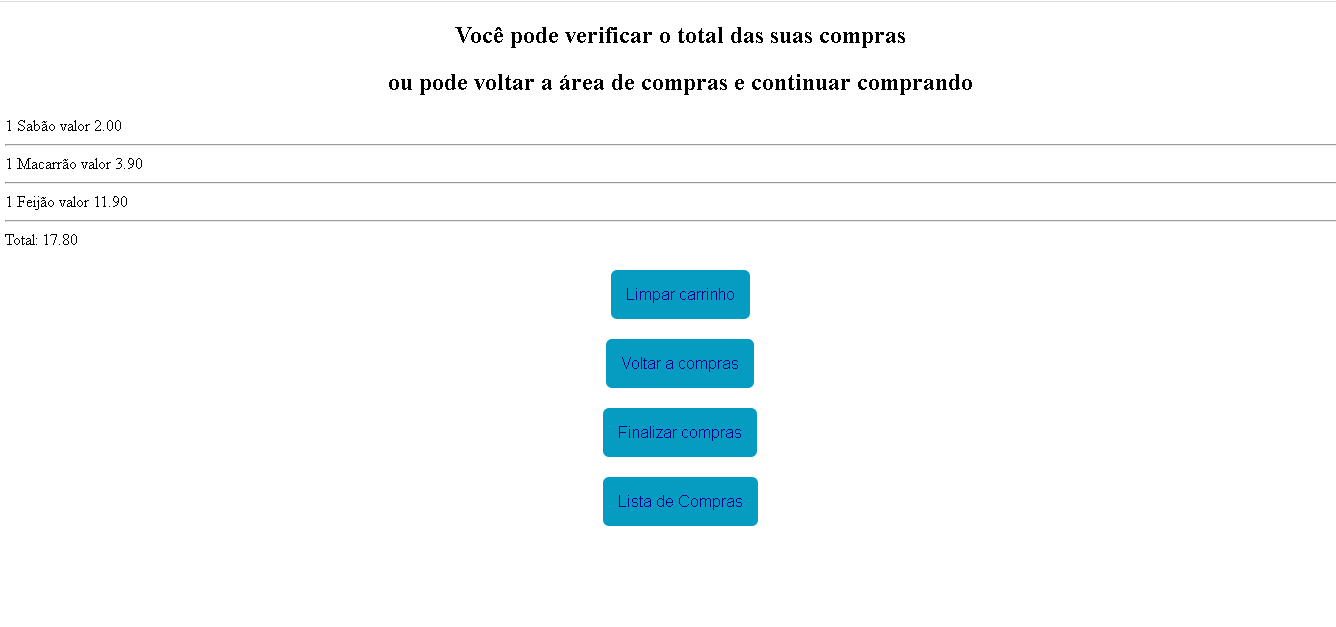 Você pode verificar o total das suas compras
ou pode voltar a área de compras e continuar comprando
1 Sabão valor 2.00
1 Macarrão valor 3.90
1 Feijão valor 11.90
Total: 17.80
Limpar carrinho
Voltar a compras
Finalizar compras
Lista de Compras